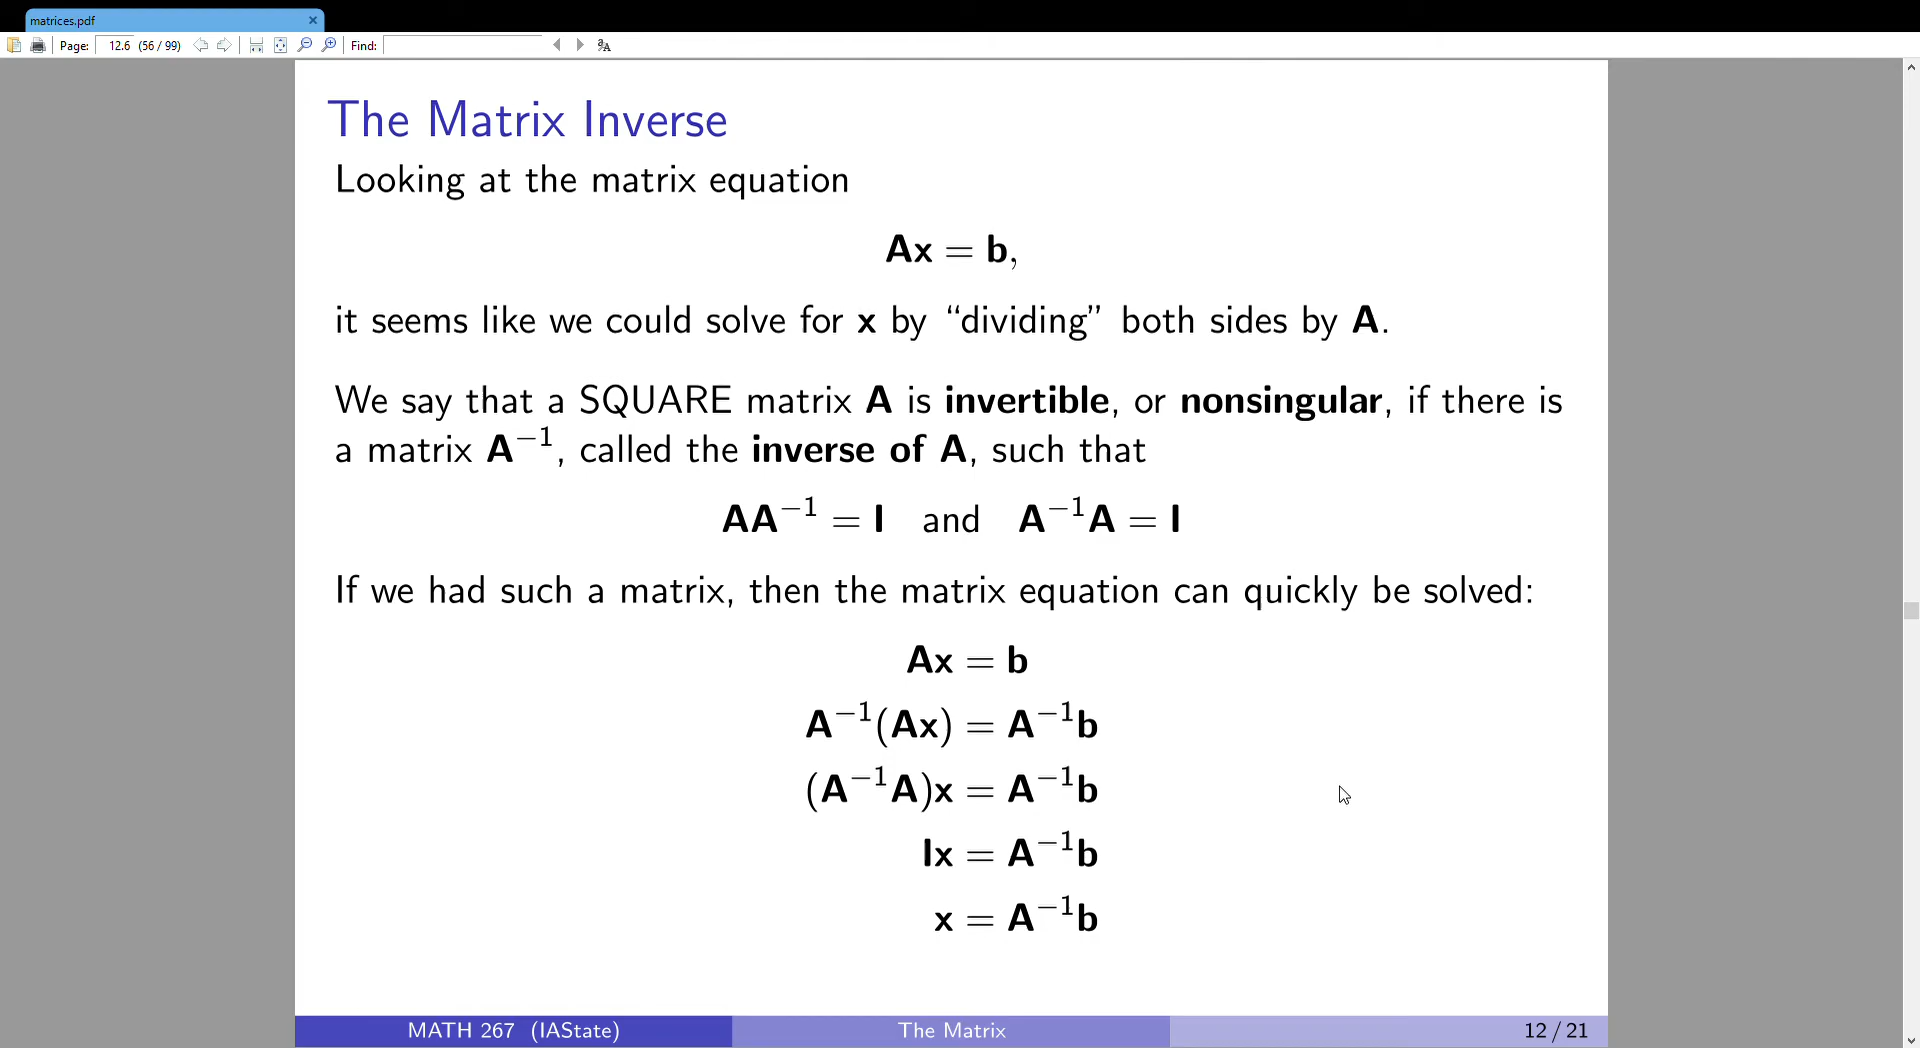 matrices.pdf
Page: 12.6 (56 / 99) Find:
The Matrix Inverse
Looking at the matrix equation
Ax = b,
it seems like we could solve for x by “dividing” both sides by A.
We say that a SQUARE matrix A is invertible, or nonsingular, if there is
a matrix A⁻¹, called the inverse of A, such that
AA⁻¹ = I and A⁻¹A = I
If we had such a matrix, then the matrix equation can quickly be solved:
Ax = b
A⁻¹(Ax) = A⁻¹b
(A⁻¹A)x = A⁻¹b
Ix = A⁻¹b
x = A⁻¹b
MATH 267 (IAState) The Matrix 12 / 21